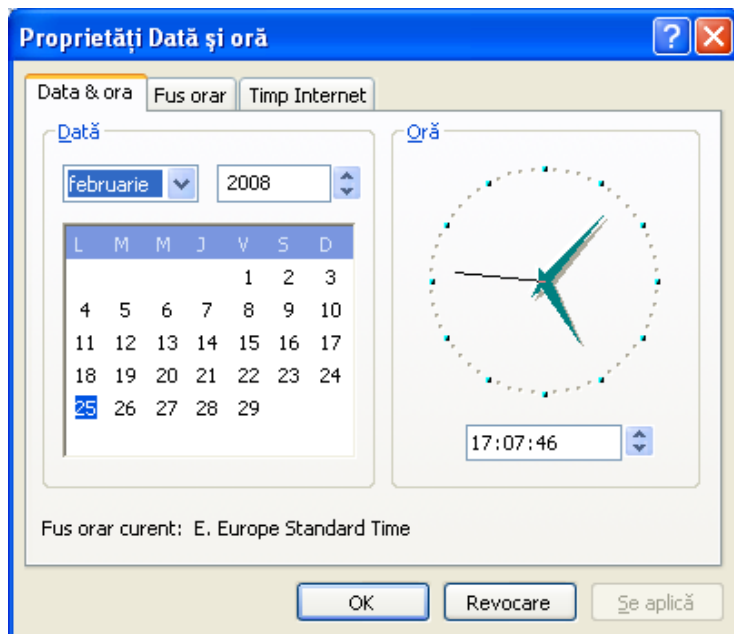 Proprietăți Dată și oră
Data & ora Fus orar Timp Internet
Dată
februarie 2008
L M M J V S D
1 2 3
4 5 6 7 8 9 10
11 12 13 14 15 16 17
18 19 20 21 22 23 24
25 26 27 28 29
Oră
17:07:46
Fus orar curent: E. Europe Standard Time
OK Revocare Se aplică